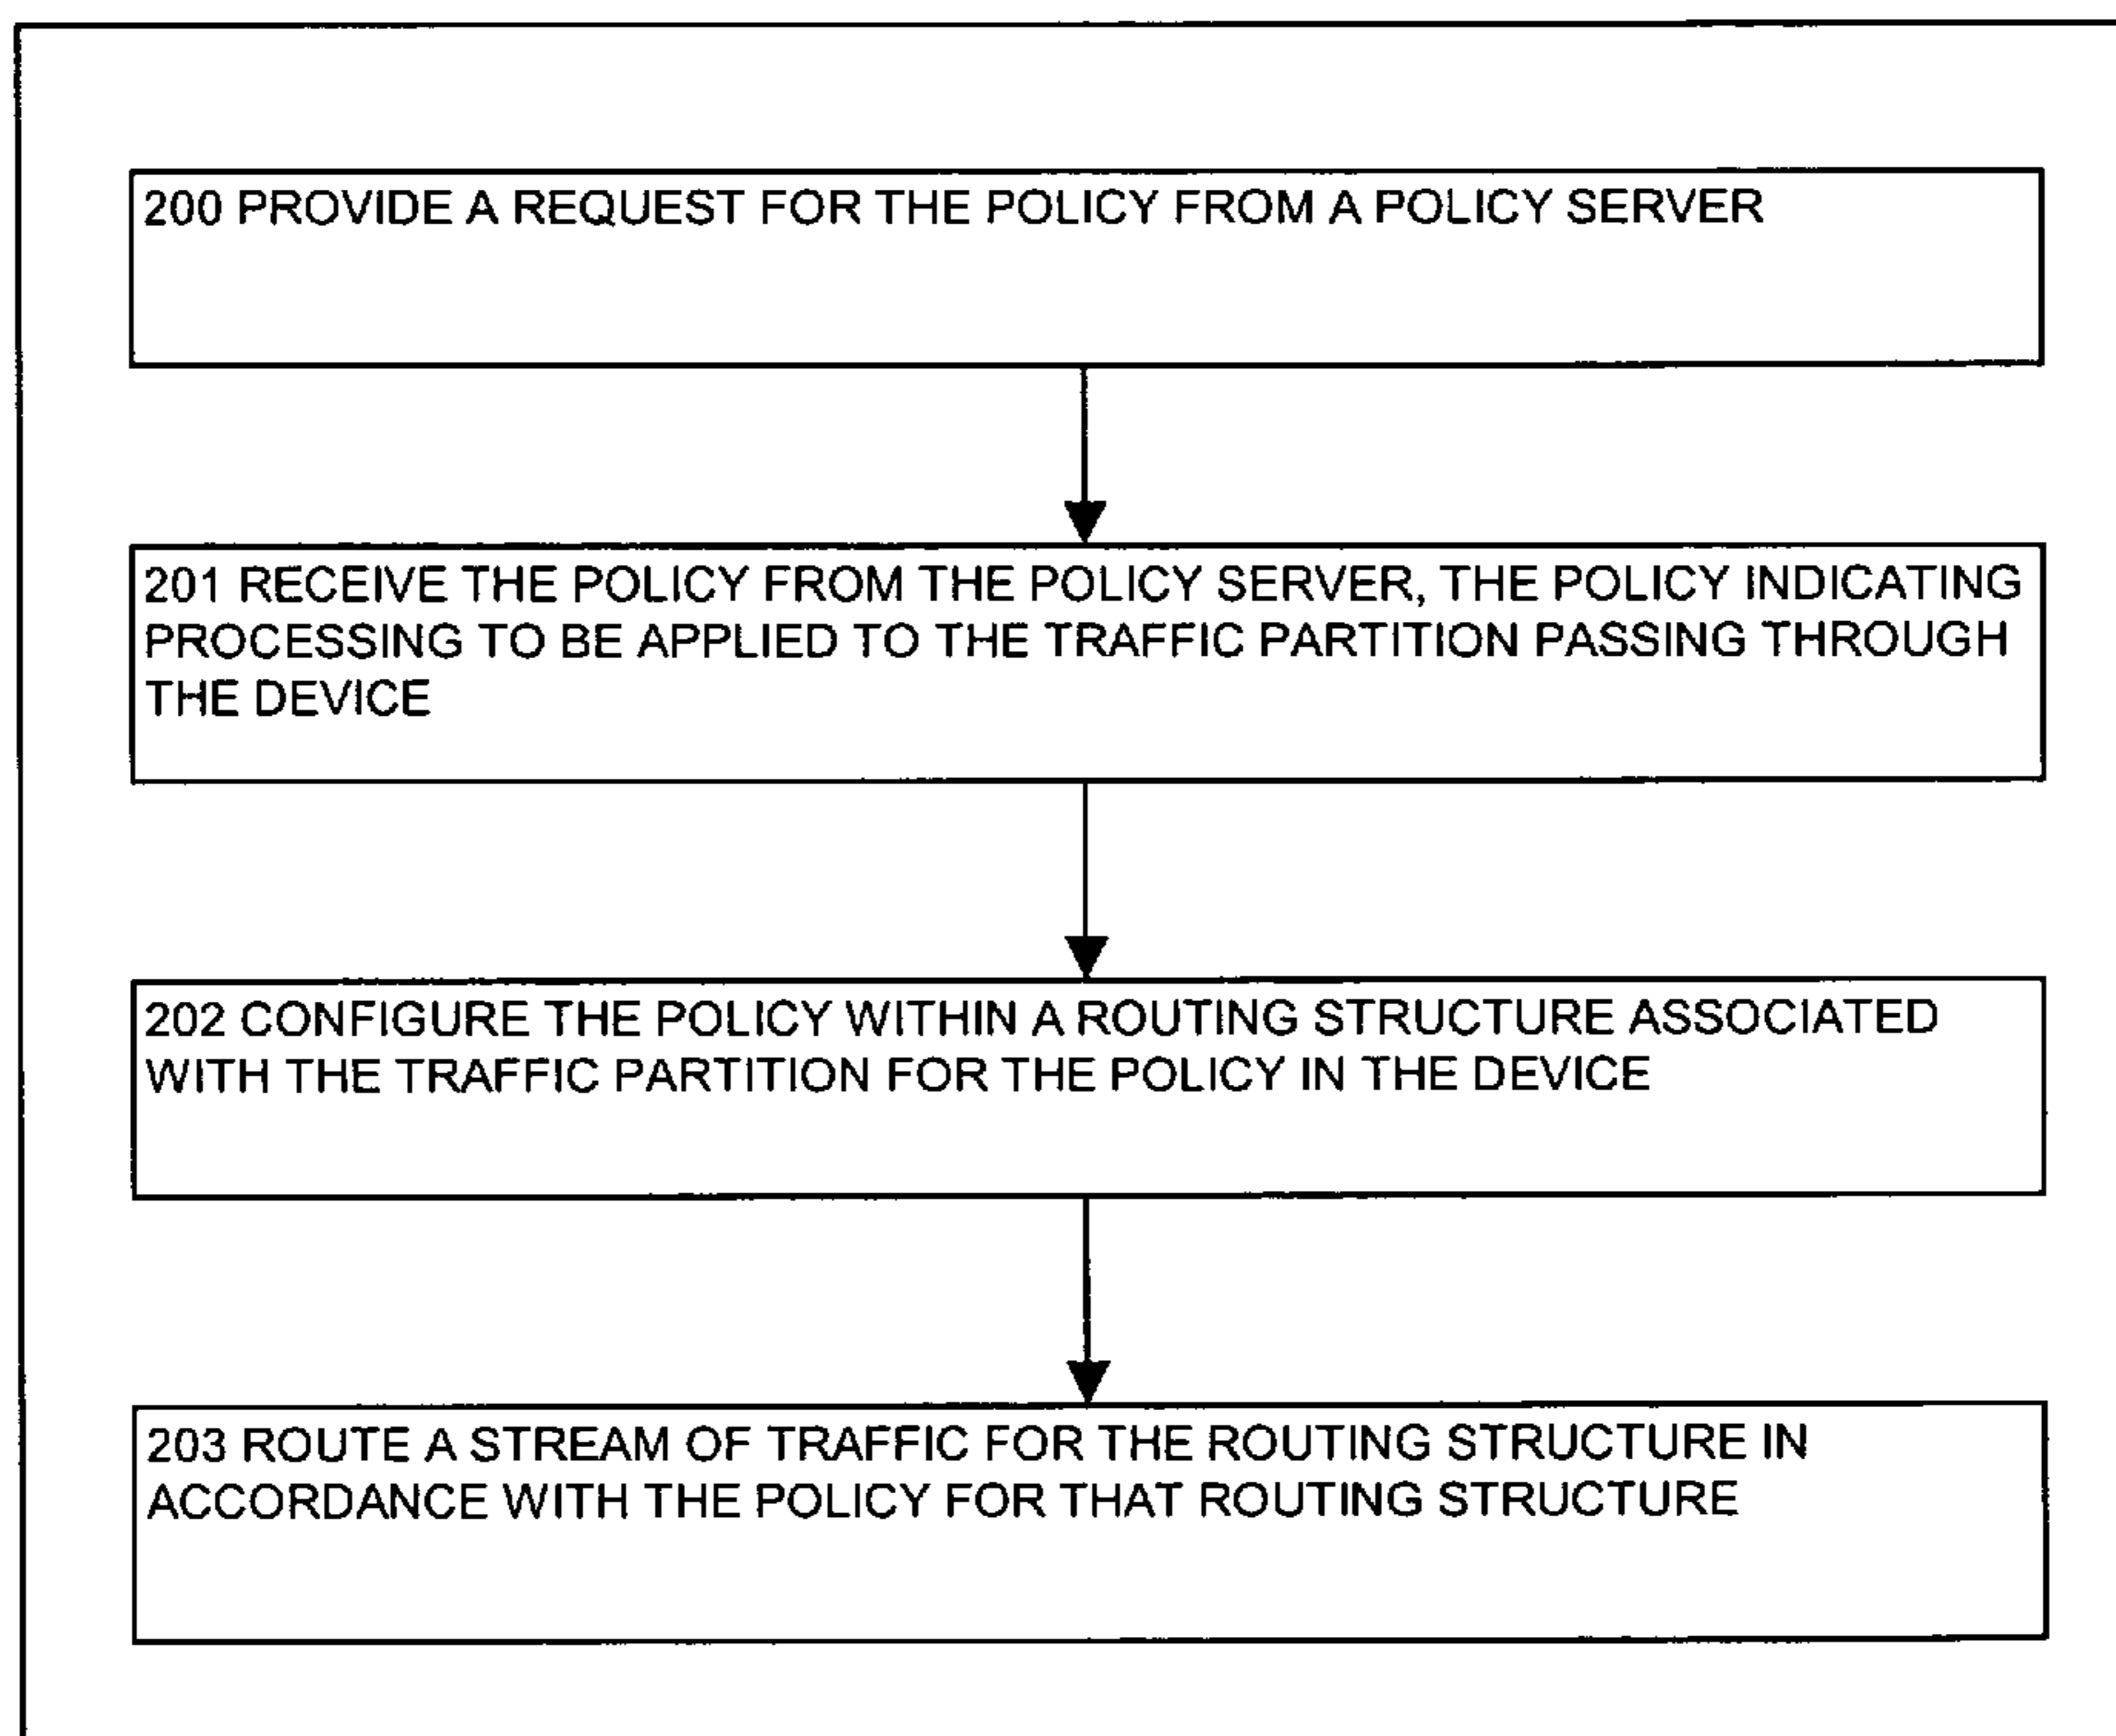 200 PROVIDE A REQUEST FOR THE POLICY FROM A POLICY SERVER
201 RECEIVE THE POLICY FROM THE POLICY SERVER, THE POLICY INDICATING
PROCESSING TO BE APPLIED TO THE TRAFFIC PARTITION PASSING THROUGH
THE DEVICE
202 CONFIGURE THE POLICY WITHIN A ROUTING STRUCTURE ASSOCIATED
WITH THE TRAFFIC PARTITION FOR THE POLICY IN THE DEVICE
203 ROUTE A STREAM OF TRAFFIC FOR THE ROUTING STRUCTURE IN
ACCORDANCE WITH THE POLICY FOR THAT ROUTING STRUCTURE